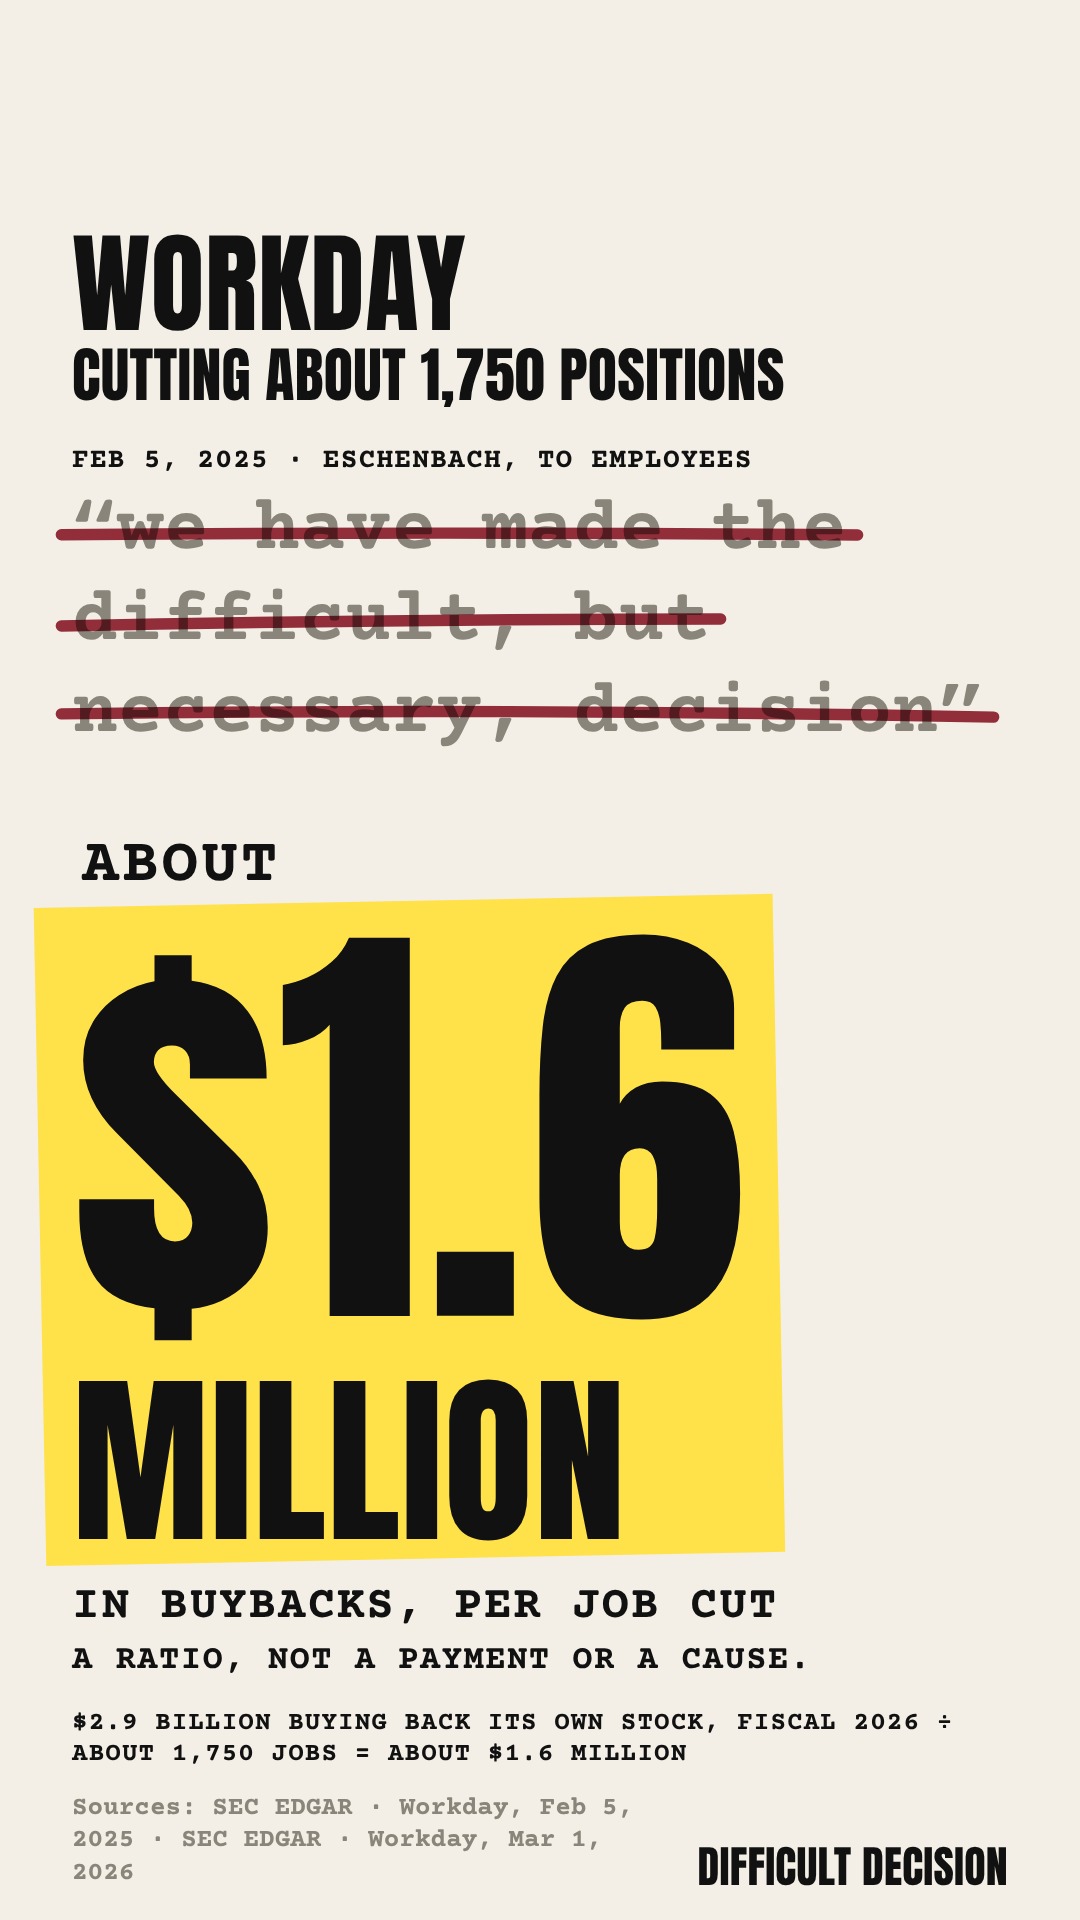 WORKDAY
CUTTING ABOUT 1,750 POSITIONS
FEB 5, 2025 · ESCHENBACH, TO EMPLOYEES
“we have made the
difficult, but
necessary, decision”
ABOUT
$1.6
MILLION
IN BUYBACKS, PER JOB CUT
A RATIO, NOT A PAYMENT OR A CAUSE.
$2.9 BILLION BUYING BACK ITS OWN STOCK, FISCAL 2026 ÷
ABOUT 1,750 JOBS = ABOUT $1.6 MILLION
Sources: SEC EDGAR · Workday, Feb 5,
2025 · SEC EDGAR · Workday, Mar 1,
2026
DIFFICULT DECISION